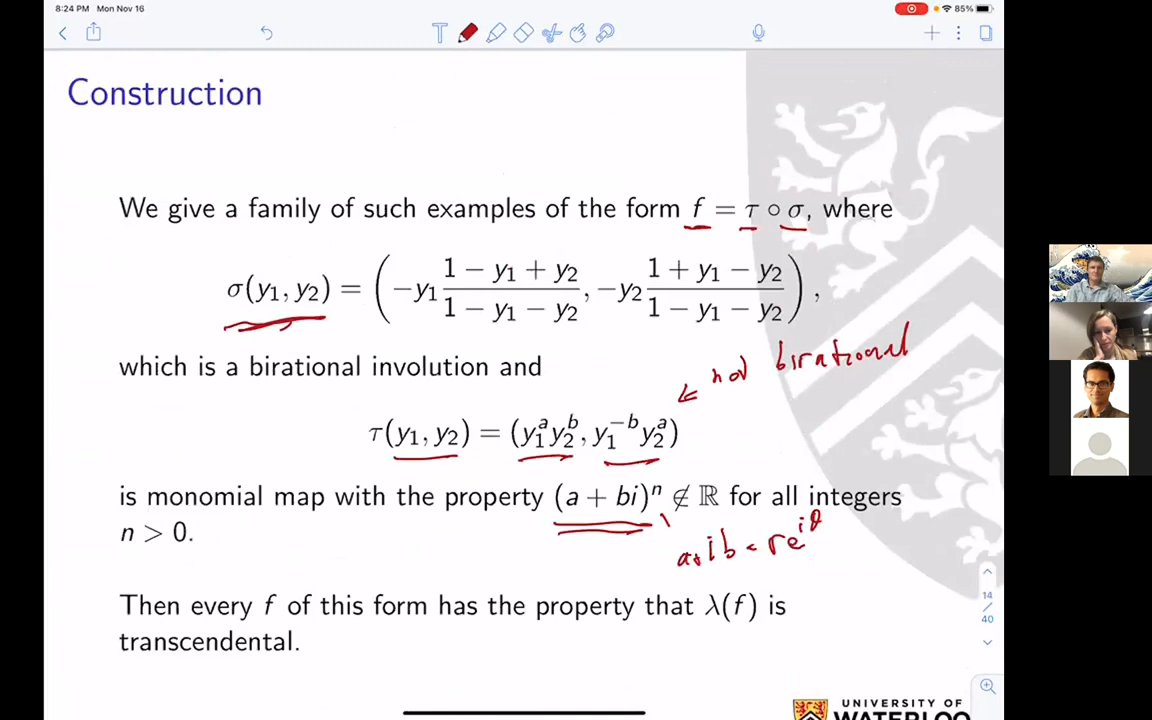 8:24 PM Mon Nov 16
85%
Construction
We give a family of such examples of the form f = τ ∘ σ, where
σ(y₁, y₂) = ( −y₁ (1 − y₁ + y₂)/(1 − y₁ − y₂), −y₂ (1 + y₁ − y₂)/(1 − y₁ − y₂) ),
which is a birational involution and
not birational
τ(y₁, y₂) = (y₁ᵃy₂ᵇ, y₁⁻ᵇy₂ᵃ)
is monomial map with the property (a + bi)ⁿ ∉ ℝ for all integers
n > 0.
a+ib = re^{iθ}
Then every f of this form has the property that λ(f) is
transcendental.
14
/
40
UNIVERSITY OF
WATERLOO